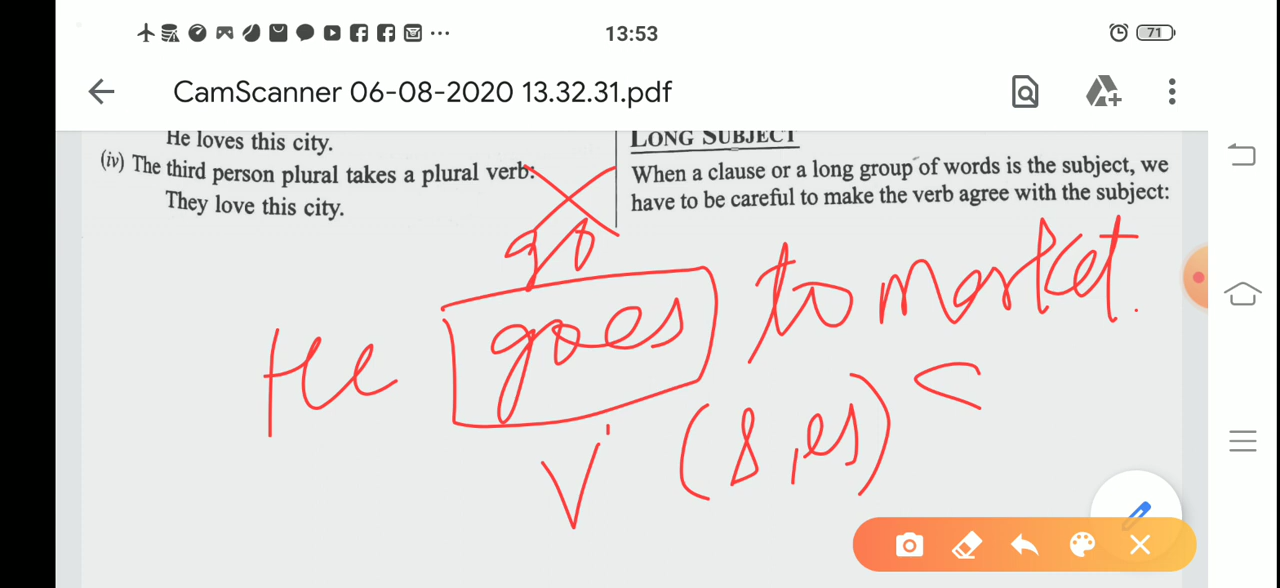 13:53
71
CamScanner 06-08-2020 13.32.31.pdf
He loves this city.
(iv) The third person plural takes a plural verb:
They love this city.
LONG SUBJECT
When a clause or a long group of words is the subject, we
have to be careful to make the verb agree with the subject:
go
He goes to market.
V (s, es)